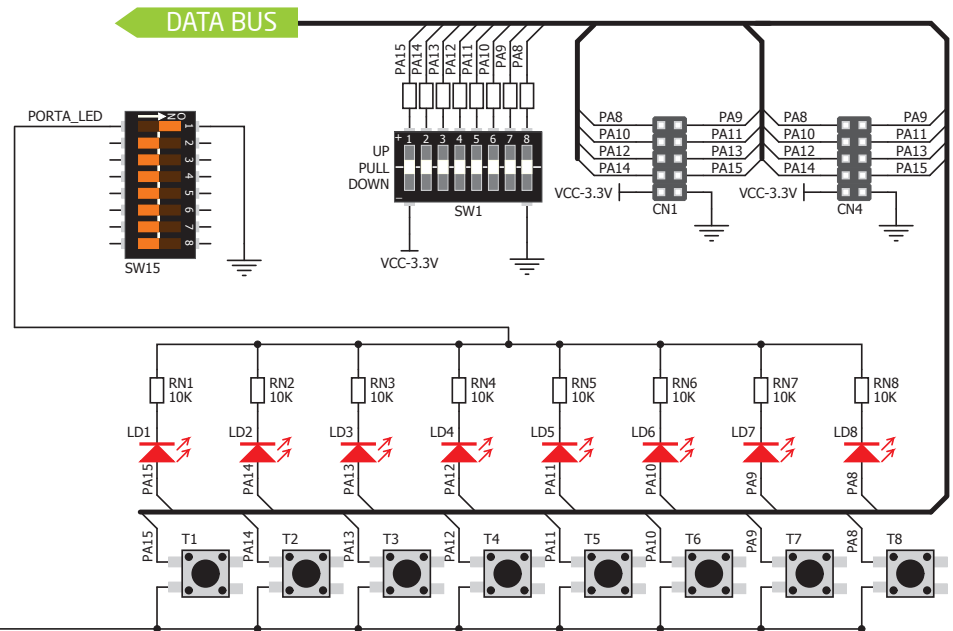 DATA BUS
PA15 PA14 PA13 PA12 PA11 PA10 PA9 PA8
PORTA_LED
O N
1
2
3
4
5
6
7
8
SW15
+ 1 2 3 4 5 6 7 8
UP
PULL
DOWN
_
SW1
VCC-3.3V
PA8 PA9
PA10 PA11
PA12 PA13
PA14 PA15
VCC-3.3V
CN1
PA8 PA9
PA10 PA11
PA12 PA13
PA14 PA15
VCC-3.3V
CN4
RN1 RN2 RN3 RN4 RN5 RN6 RN7 RN8
10K 10K 10K 10K 10K 10K 10K 10K
LD1 LD2 LD3 LD4 LD5 LD6 LD7 LD8
PA15 PA14 PA13 PA12 PA11 PA10 PA9 PA8
PA15 PA14 PA13 PA12 PA11 PA10 PA9 PA8
T1 T2 T3 T4 T5 T6 T7 T8